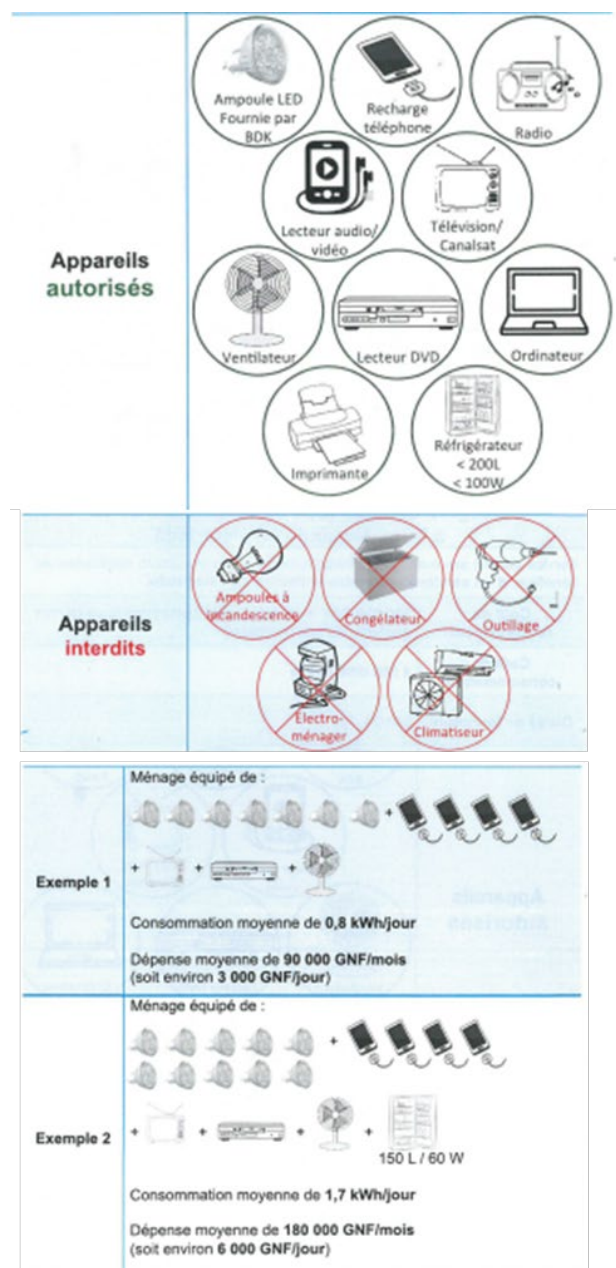 Appareils
autorisés
Ampoule LED
Fournie par
BDK
Recharge
téléphone
Radio
Lecteur audio/
vidéo
Télévision/
Canalsat
Ventilateur
Lecteur DVD
Ordinateur
Imprimante
Réfrigérateur
< 200L
< 100W
Appareils
interdits
Ampoules à
incandescence
Congélateur
Outillage
Électro-
ménager
Climatiseur
Exemple 1
Ménage équipé de :
+
+ + +
Consommation moyenne de 0,8 kWh/jour
Dépense moyenne de 90 000 GNF/mois
(soit environ 3 000 GNF/jour)
Exemple 2
Ménage équipé de :
+
+ + + +
150 L / 60 W
Consommation moyenne de 1,7 kWh/jour
Dépense moyenne de 180 000 GNF/mois
(soit environ 6 000 GNF/jour)